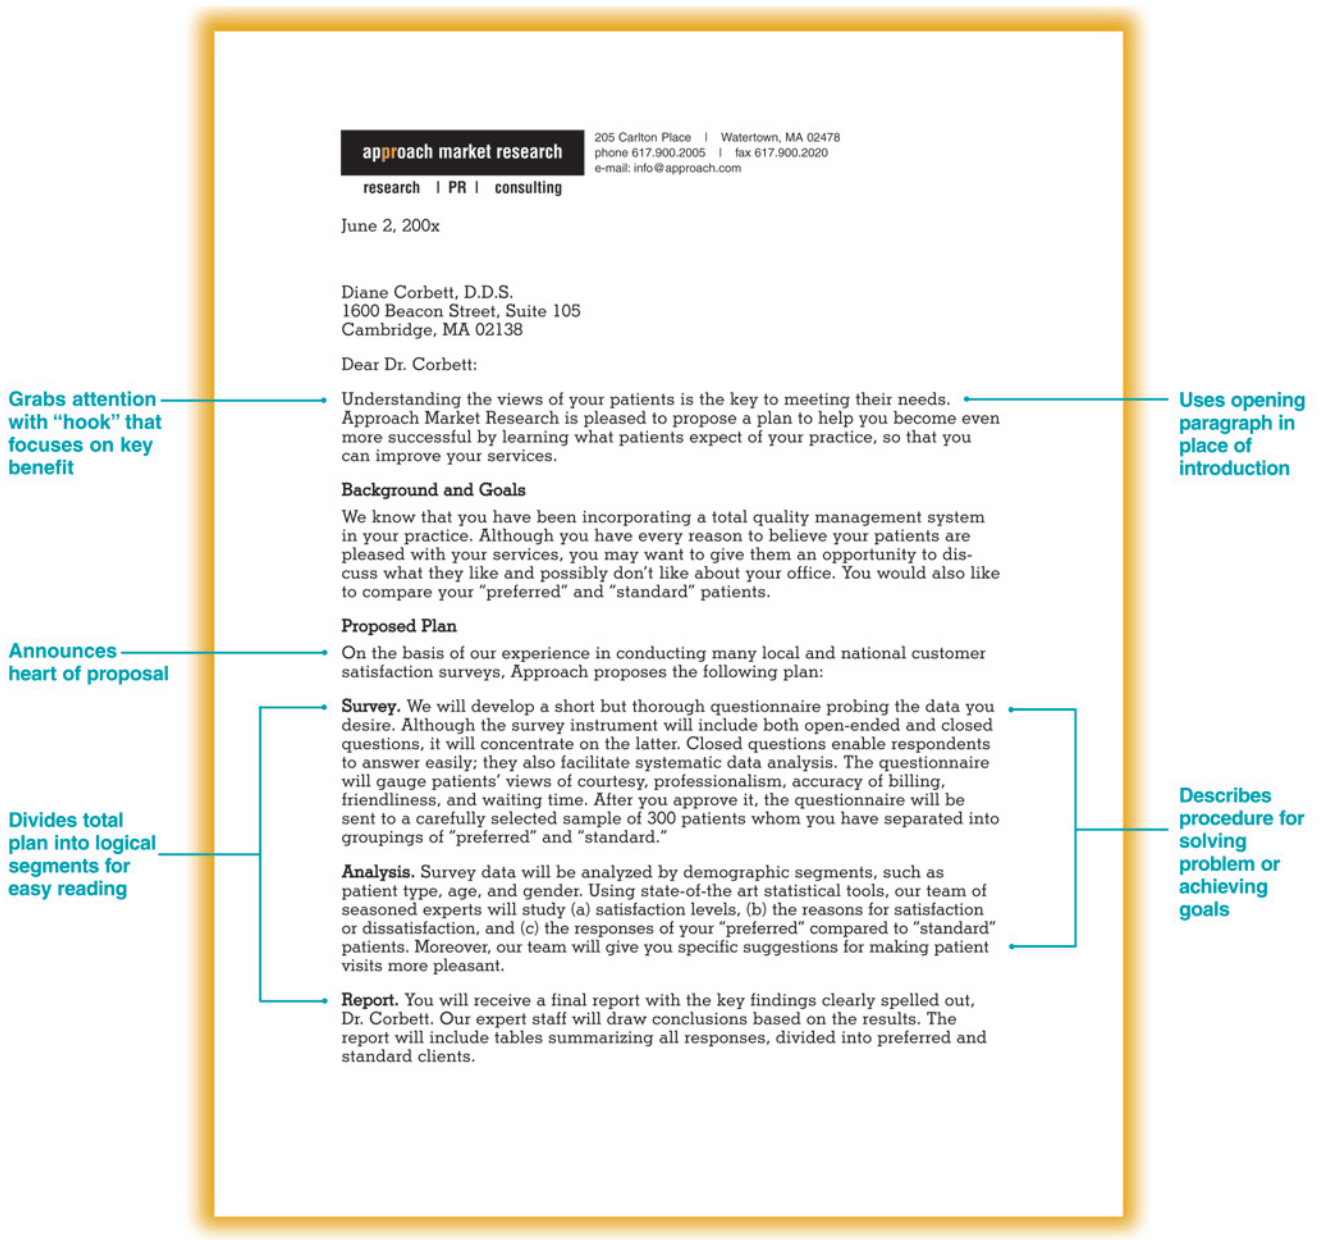 approach market research
research | PR | consulting
205 Carlton Place | Watertown, MA 02478
phone 617.900.2005 | fax 617.900.2020
e-mail: info@approach.com
June 2, 200x
Diane Corbett, D.D.S.
1600 Beacon Street, Suite 105
Cambridge, MA 02138
Dear Dr. Corbett:
Grabs attention
with “hook” that
focuses on key
benefit
Understanding the views of your patients is the key to meeting their needs.
Approach Market Research is pleased to propose a plan to help you become even
more successful by learning what patients expect of your practice, so that you
can improve your services.
Uses opening
paragraph in
place of
introduction
Background and Goals
We know that you have been incorporating a total quality management system
in your practice. Although you have every reason to believe your patients are
pleased with your services, you may want to give them an opportunity to dis-
cuss what they like and possibly don’t like about your office. You would also like
to compare your “preferred” and “standard” patients.
Proposed Plan
Announces
heart of proposal
On the basis of our experience in conducting many local and national customer
satisfaction surveys, Approach proposes the following plan:
Divides total
plan into logical
segments for
easy reading
Survey. We will develop a short but thorough questionnaire probing the data you
desire. Although the survey instrument will include both open-ended and closed
questions, it will concentrate on the latter. Closed questions enable respondents
to answer easily; they also facilitate systematic data analysis. The questionnaire
will gauge patients’ views of courtesy, professionalism, accuracy of billing,
friendliness, and waiting time. After you approve it, the questionnaire will be
sent to a carefully selected sample of 300 patients whom you have separated into
groupings of “preferred” and “standard.”
Analysis. Survey data will be analyzed by demographic segments, such as
patient type, age, and gender. Using state-of-the art statistical tools, our team of
seasoned experts will study (a) satisfaction levels, (b) the reasons for satisfaction
or dissatisfaction, and (c) the responses of your “preferred” compared to “standard”
patients. Moreover, our team will give you specific suggestions for making patient
visits more pleasant.
Describes
procedure for
solving
problem or
achieving
goals
Report. You will receive a final report with the key findings clearly spelled out,
Dr. Corbett. Our expert staff will draw conclusions based on the results. The
report will include tables summarizing all responses, divided into preferred and
standard clients.